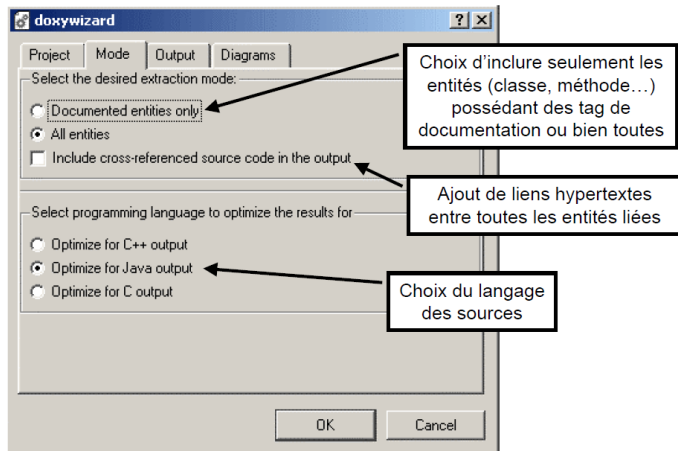 doxywizard
Project Mode Output Diagrams
Select the desired extraction mode:
Documented entities only
All entities
Include cross-referenced source code in the output
Select programming language to optimize the results for
Optimize for C++ output
Optimize for Java output
Optimize for C output
OK Cancel
Choix d'inclure seulement les
entités (classe, méthode…)
possédant des tag de
documentation ou bien toutes
Ajout de liens hypertextes
entre toutes les entités liées
Choix du langage
des sources